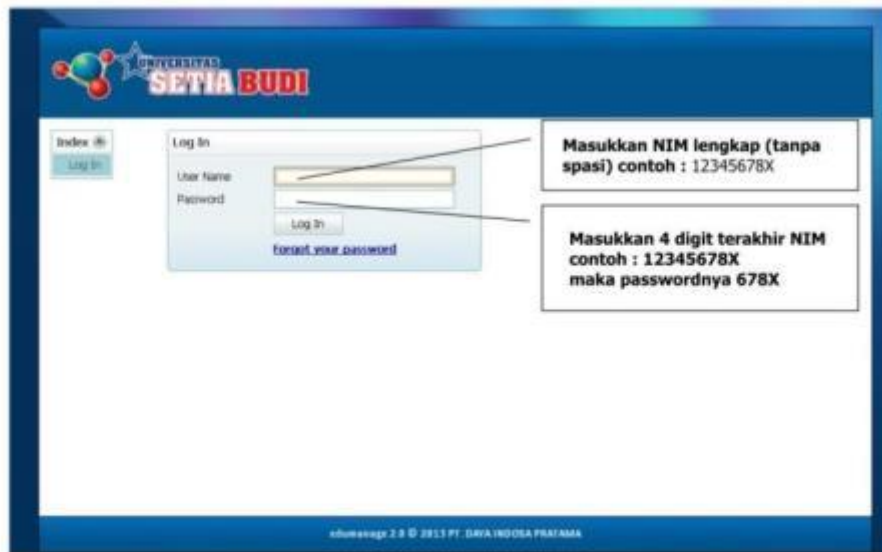 UNIVERSITAS
SETIA BUDI
Index
Log In
Log In
User Name
Password
Log In
Forgot your password
Masukkan NIM lengkap (tanpa
spasi) contoh : 12345678X
Masukkan 4 digit terakhir NIM
contoh : 12345678X
maka passwordnya 678X
edumanage 2.0 © 2013 PT. DAYA INDOSA PRATAMA